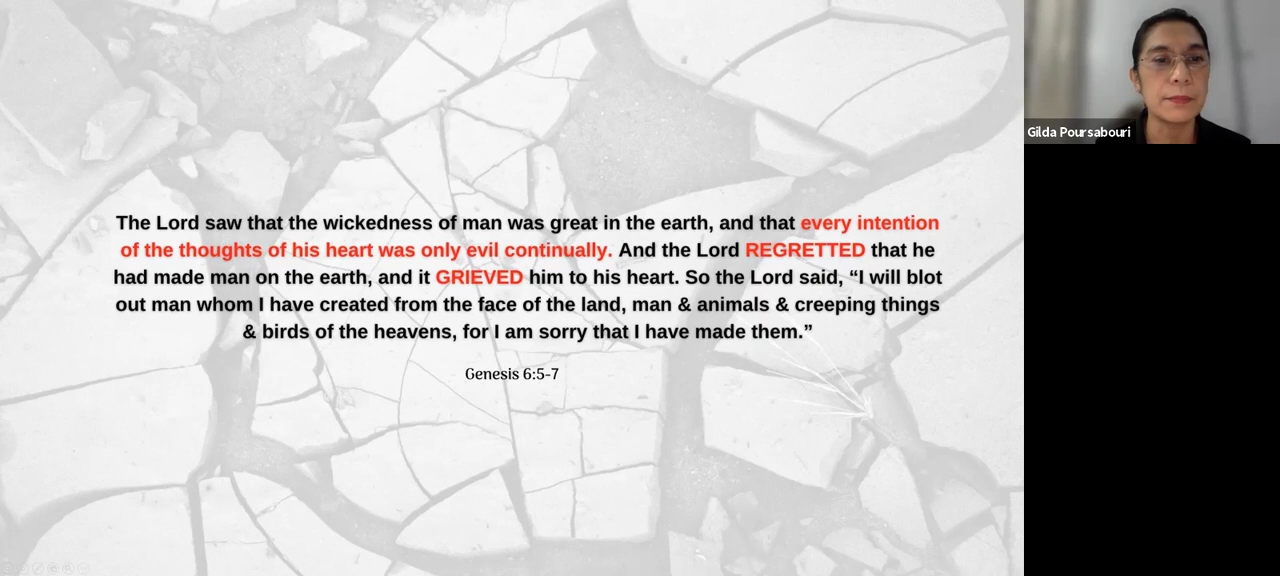 The Lord saw that the wickedness of man was great in the earth, and that every intention
of the thoughts of his heart was only evil continually. And the Lord REGRETTED that he
had made man on the earth, and it GRIEVED him to his heart. So the Lord said, “I will blot
out man whom I have created from the face of the land, man & animals & creeping things
& birds of the heavens, for I am sorry that I have made them.”
Genesis 6:5-7
Gilda Poursabouri